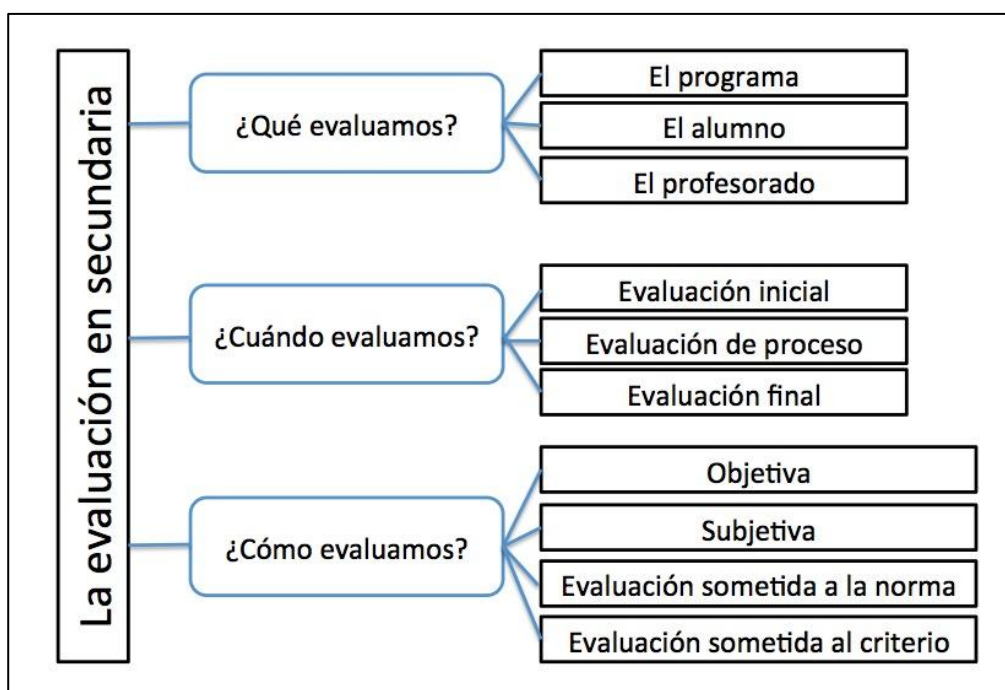 La evaluación en secundaria
¿Qué evaluamos?
El programa
El alumno
El profesorado
¿Cuándo evaluamos?
Evaluación inicial
Evaluación de proceso
Evaluación final
¿Cómo evaluamos?
Objetiva
Subjetiva
Evaluación sometida a la norma
Evaluación sometida al criterio